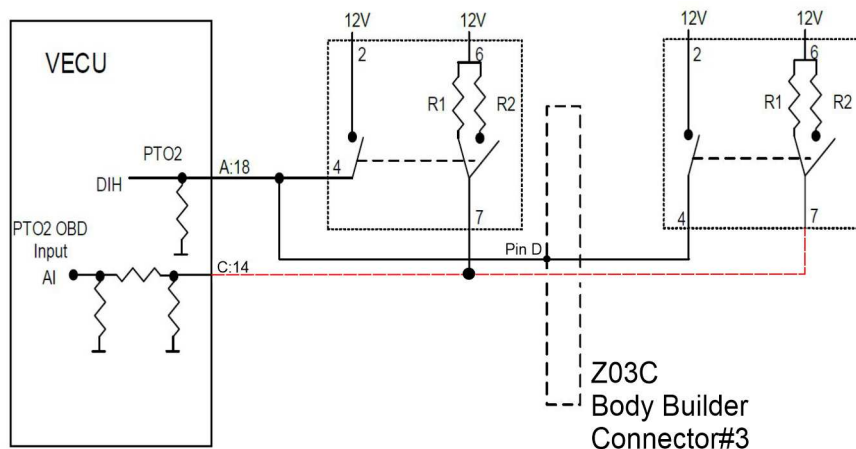 12V 12V 12V 12V
VECU
2 6 2 6
R1 R2 R1 R2
PTO2 A:18 4
DIH
PTO2 OBD
Input
7 4 7
Pin D
AI C:14
Z03C
Body Builder
Connector#3